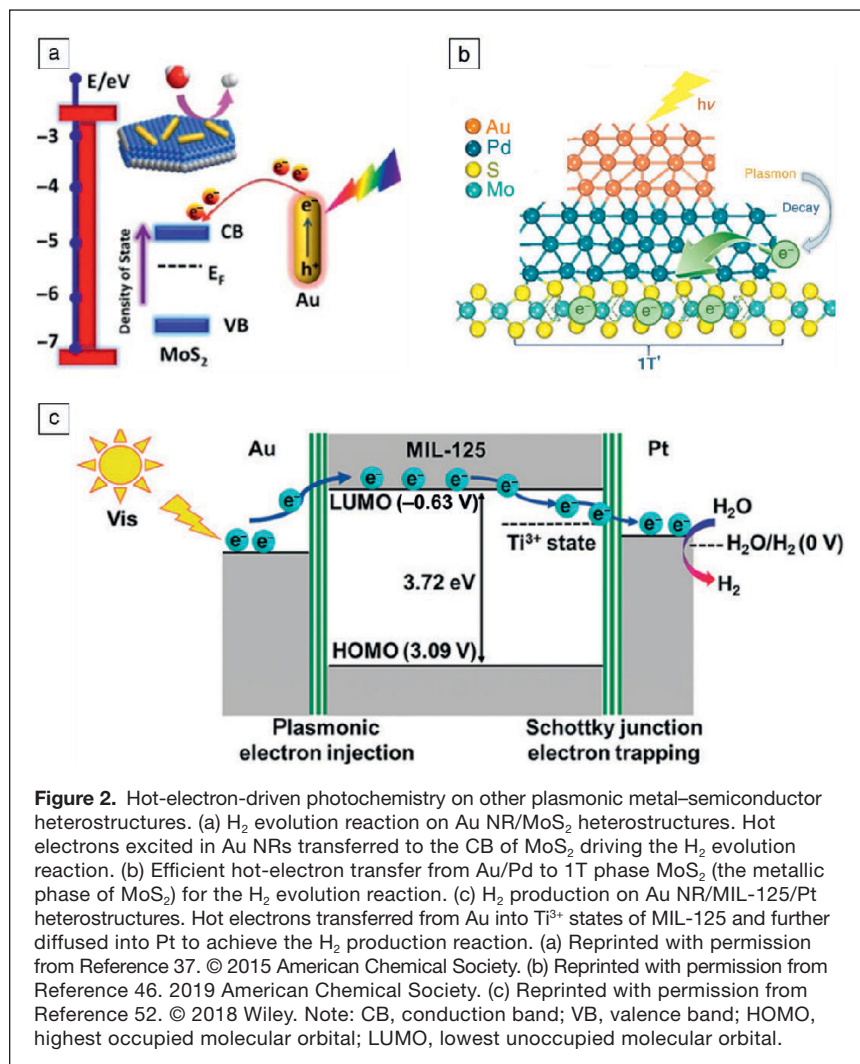 a
E/eV
−3
−4
−5
−6
−7
Density of State
e⁻ e⁻
e⁻ e⁻
CB
E_F
VB
MoS₂
e⁻
h⁺
Au
b
hν
Au
Pd
S
Mo
Plasmon
Decay
e⁻
e⁻ e⁻ e⁻
1T'
c
Vis
Au
MIL-125
Pt
e⁻ e⁻ e⁻ e⁻ e⁻ e⁻ e⁻ e⁻ e⁻ e⁻ e⁻
LUMO (−0.63 V)
Ti³⁺ state
3.72 eV
HOMO (3.09 V)
H₂O
H₂O/H₂ (0 V)
H₂
Plasmonic
electron injection
Schottky junction
electron trapping
Figure 2. Hot-electron-driven photochemistry on other plasmonic metal–semiconductor
heterostructures. (a) H₂ evolution reaction on Au NR/MoS₂ heterostructures. Hot
electrons excited in Au NRs transferred to the CB of MoS₂ driving the H₂ evolution
reaction. (b) Efficient hot-electron transfer from Au/Pd to 1T phase MoS₂ (the metallic
phase of MoS₂) for the H₂ evolution reaction. (c) H₂ production on Au NR/MIL-125/Pt
heterostructures. Hot electrons transferred from Au into Ti³⁺ states of MIL-125 and further
diffused into Pt to achieve the H₂ production reaction. (a) Reprinted with permission
from Reference 37. © 2015 American Chemical Society. (b) Reprinted with permission from
Reference 46. 2019 American Chemical Society. (c) Reprinted with permission from
Reference 52. © 2018 Wiley. Note: CB, conduction band; VB, valence band; HOMO,
highest occupied molecular orbital; LUMO, lowest unoccupied molecular orbital.